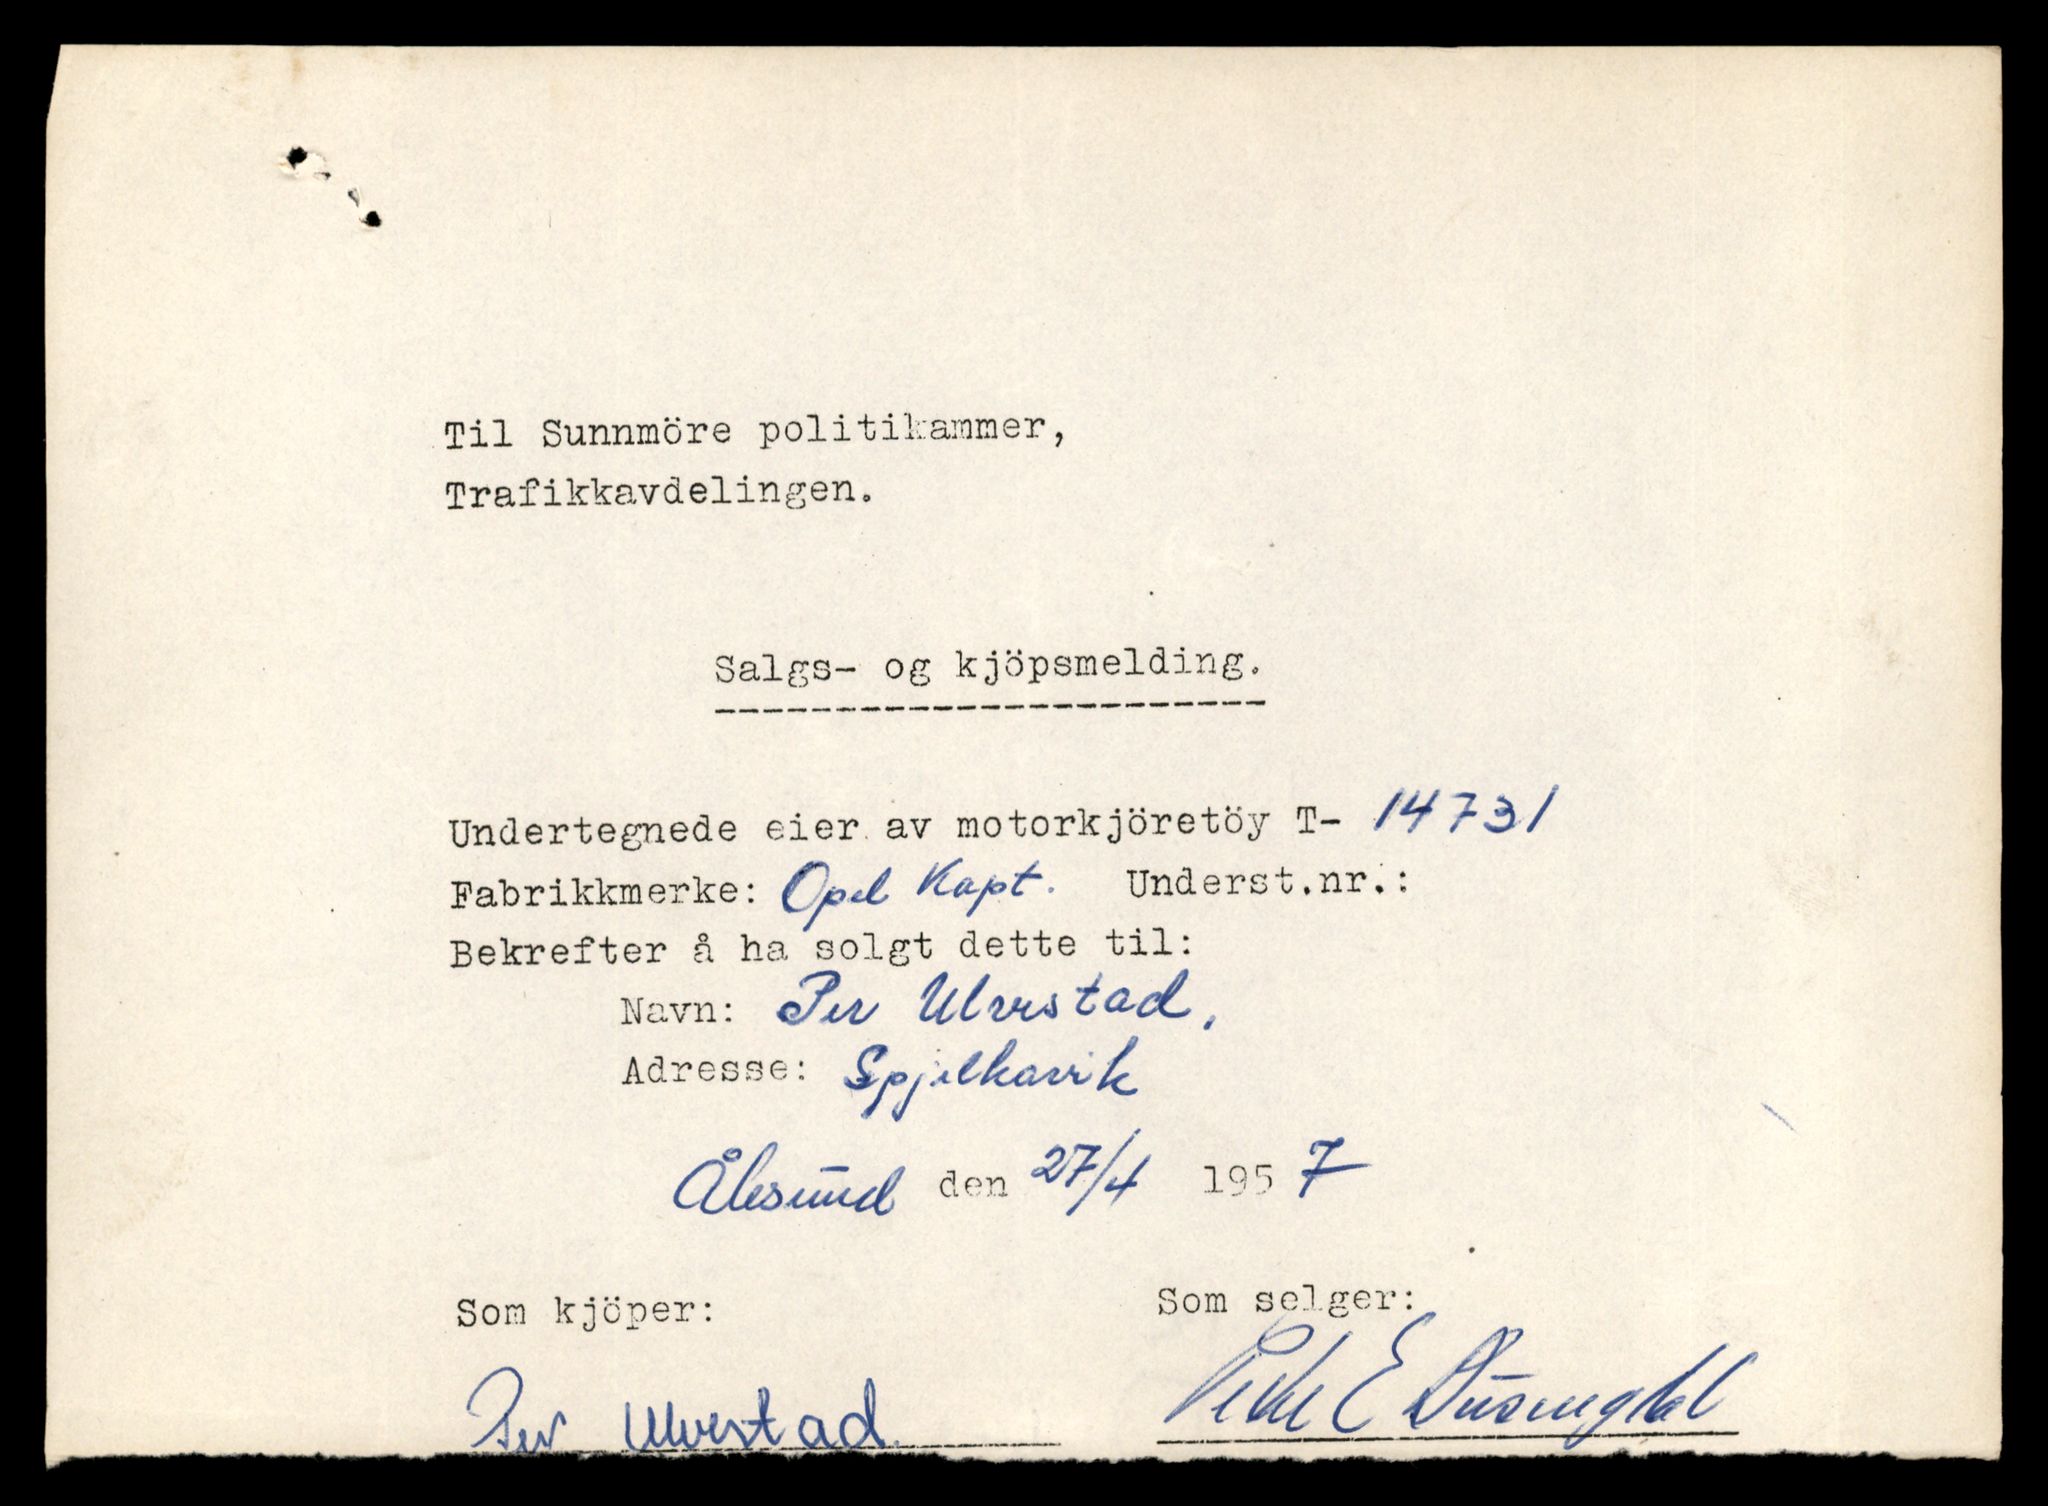 Til Sunnmöre politikammer,
Trafikkavdelingen.
Salgs- og kjöpsmelding.
Undertegnede eier av motorkjöretöy T- 14731
Fabrikkmerke: Opel Kapt. Underst.nr.:
Bekrefter å ha solgt dette til:
Navn: Per Ulvestad,
Adresse: Spjelkavik
Ålesund den 27/4 1957
Som kjöper: Som selger:
Per Ulvestad E